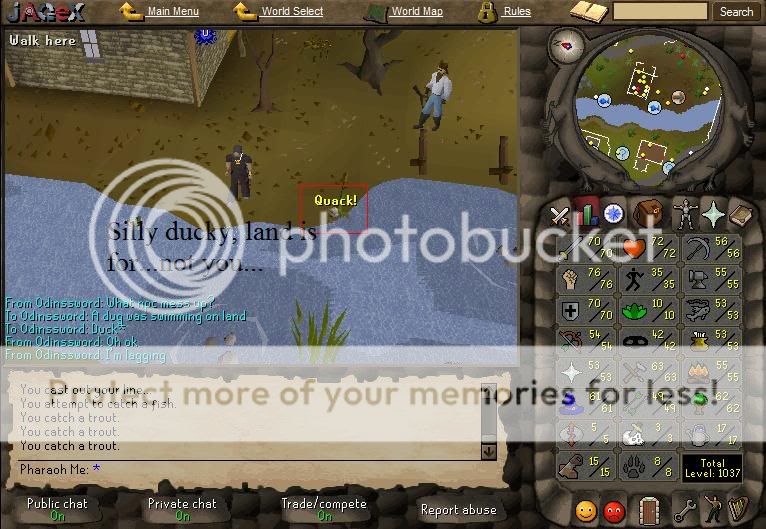 JAGeX
Main Menu
World Select
World Map
Rules
Search
Walk here
U
Quack!
Silly ducky, land is
for...not you...
photobucket
From Odinssword: What npc mess up?
To Odinssword: A dug was swimming on land
To Odinssword: Duck*
From Odinssword: Oh ok
From Odinssword: I'm lagging
Protect more of your memories for less!
You cast out your line...
You attempt to catch a fish.
You catch a trout.
You catch a trout.
You catch a trout.
Pharaoh Me: *
70 70 72 72 56 56
76 76 35 35 55 55
70 70 10 10 53 53
54 54 42 42 53 53
53 53 63 63 55 55
61 61 49 49 62 62
5 5 3 3 17 17
15 15 8 8 Total
Level: 1037
Public chat
On
Private chat
On
Trade/compete
On
Report abuse